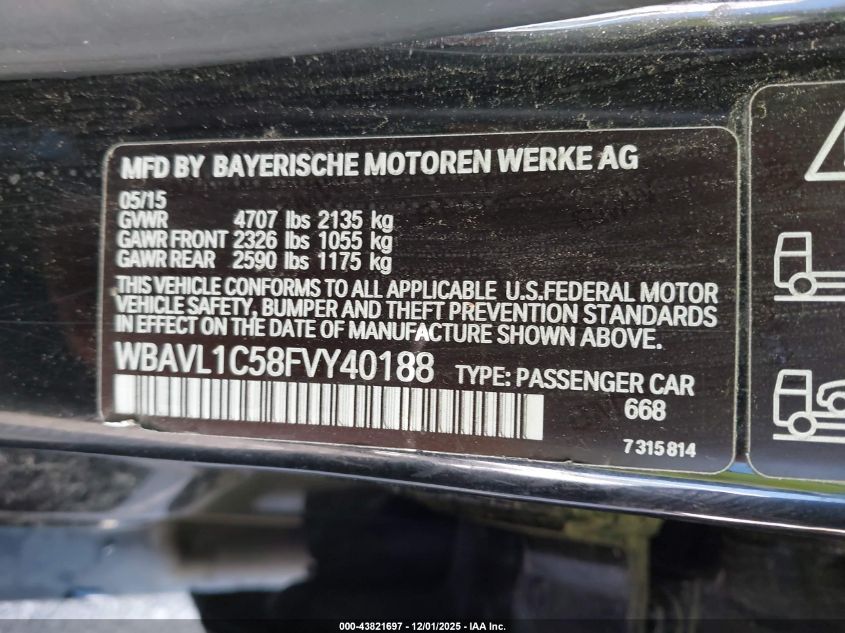 MFD BY BAYERISCHE MOTOREN WERKE AG
05/15
GVWR 4707 lbs 2135 kg
GAWR FRONT 2326 lbs 1055 kg
GAWR REAR 2590 lbs 1175 kg
THIS VEHICLE CONFORMS TO ALL APPLICABLE U.S.FEDERAL MOTOR
VEHICLE SAFETY, BUMPER AND THEFT PREVENTION STANDARDS
IN EFFECT ON THE DATE OF MANUFACTURE SHOWN ABOVE.
WBAVL1C58FVY40188 TYPE: PASSENGER CAR
668
7315814
000-43821697 - 12/01/2025 - IAA Inc.